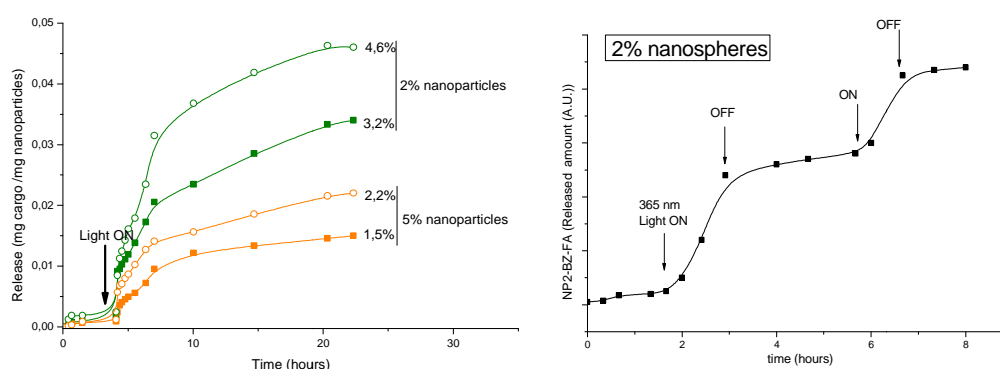 0,05
0,04
0,03
0,02
0,01
0,00
Release (mg cargo /mg nanoparticles)
Light ON
4,6%
2% nanoparticles
3,2%
2,2%
5% nanoparticles
1,5%
0
10
20
30
Time (hours)
2% nanospheres
OFF
OFF
ON
365 nm
Light ON
NP2-BZ-FA (Released amount (A.U.))
0
2
4
6
8
time (hours)